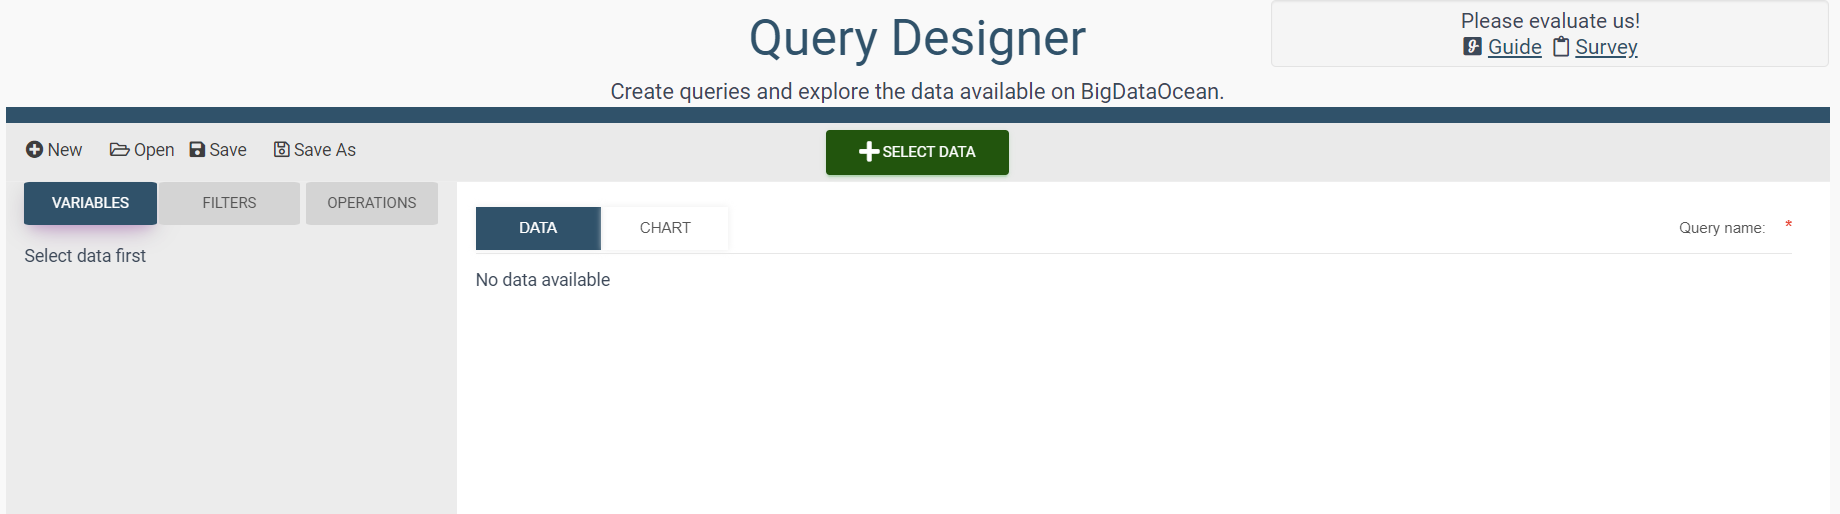 Query Designer
Create queries and explore the data available on BigDataOcean.
Please evaluate us!
Guide Survey
New Open Save Save As
SELECT DATA
VARIABLES FILTERS OPERATIONS
Select data first
DATA CHART
Query name: *
No data available